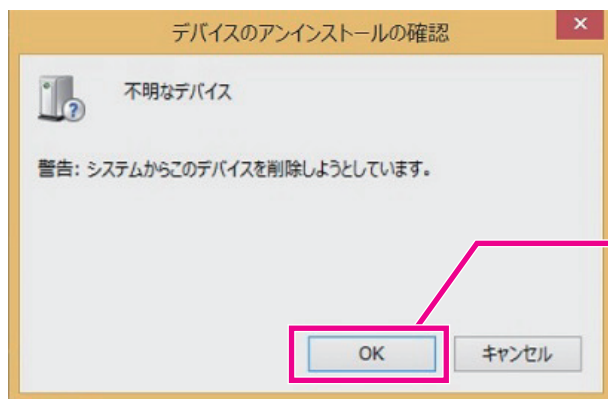 デバイスのアンインストールの確認
不明なデバイス
警告: システムからこのデバイスを削除しようとしています。
OK
キャンセル